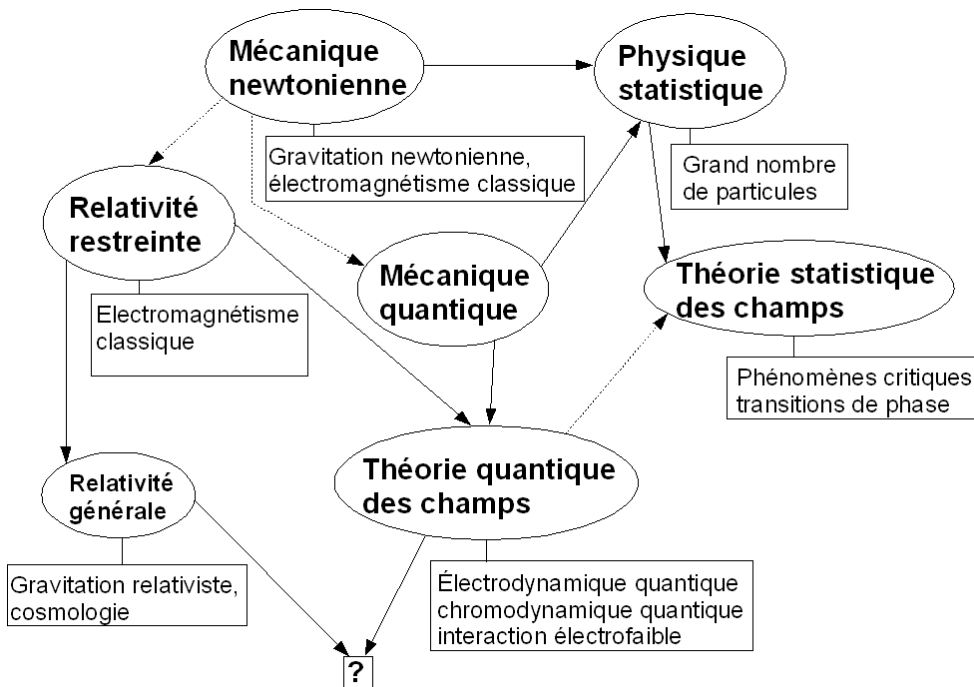 Mécanique
newtonienne
Physique
statistique
Gravitation newtonienne,
électromagnétisme classique
Grand nombre
de particules
Relativité
restreinte
Mécanique
quantique
Théorie statistique
des champs
Electromagnétisme
classique
Phénomènes critiques
transitions de phase
Théorie quantique
des champs
Relativité
générale
Gravitation relativiste,
cosmologie
Électrodynamique quantique
chromodynamique quantique
interaction électrofaible
?